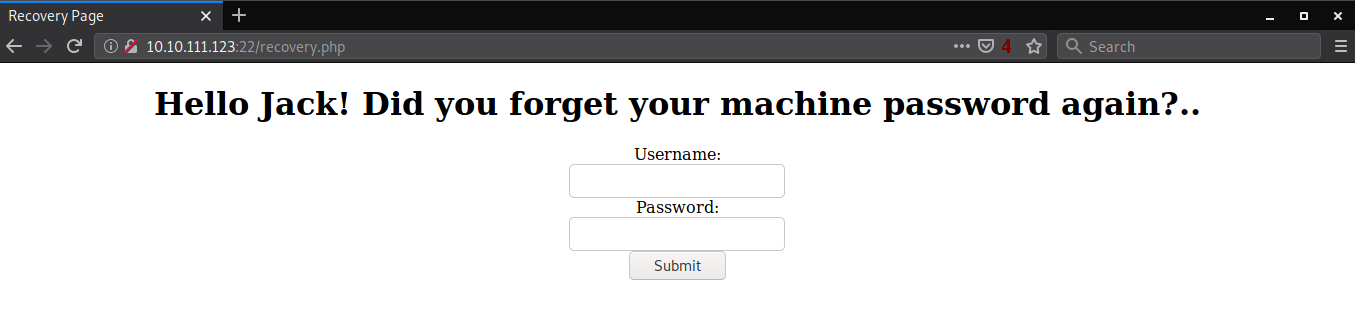 Recovery Page
10.10.111.123:22/recovery.php
4
Search
Hello Jack! Did you forget your machine password again?..
Username:
Password:
Submit